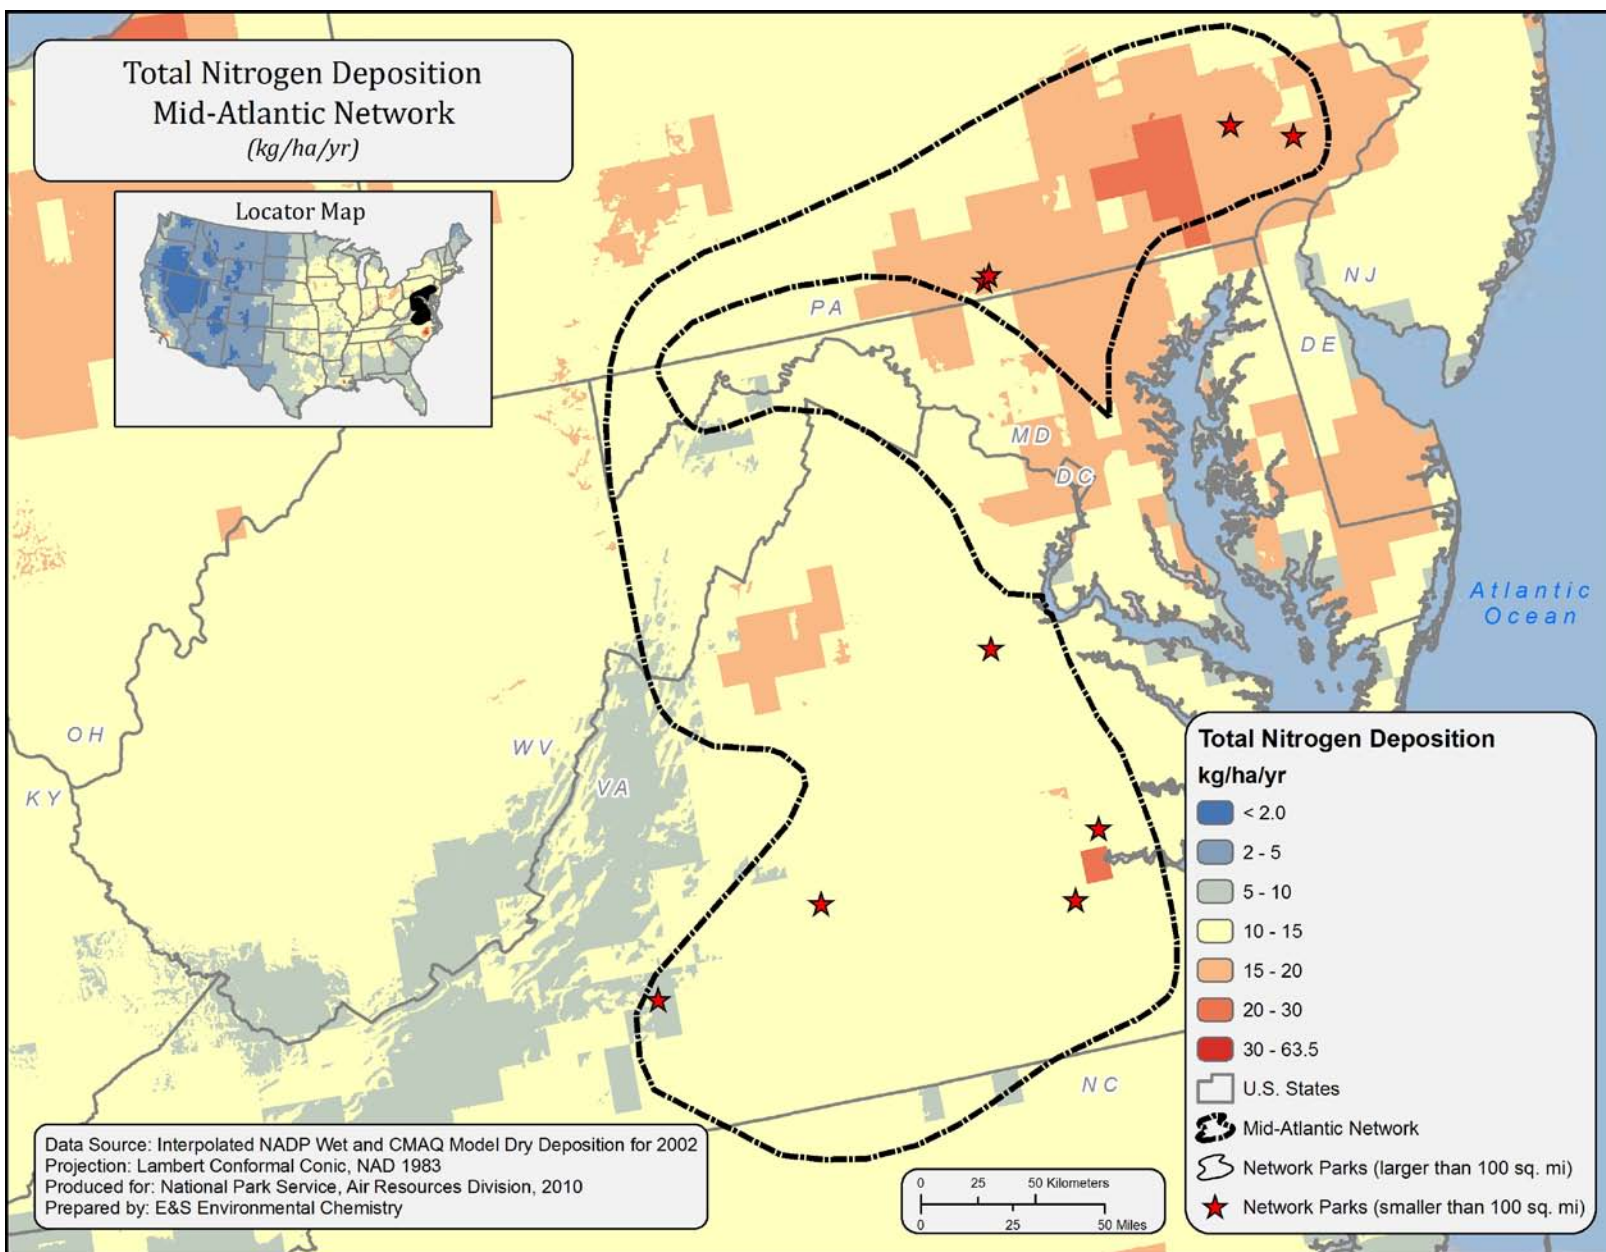 Total Nitrogen Deposition
Mid-Atlantic Network
(kg/ha/yr)
Locator Map
PA
NJ
DE
MD
DC
Atlantic
Ocean
OH
WV
VA
KY
NC
Total Nitrogen Deposition
kg/ha/yr
< 2.0
2 - 5
5 - 10
10 - 15
15 - 20
20 - 30
30 - 63.5
U.S. States
Mid-Atlantic Network
Network Parks (larger than 100 sq. mi)
Network Parks (smaller than 100 sq. mi)
Data Source: Interpolated NADP Wet and CMAQ Model Dry Deposition for 2002
Projection: Lambert Conformal Conic, NAD 1983
Produced for: National Park Service, Air Resources Division, 2010
Prepared by: E&S Environmental Chemistry
0 25 50 Kilometers
0 25 50 Miles